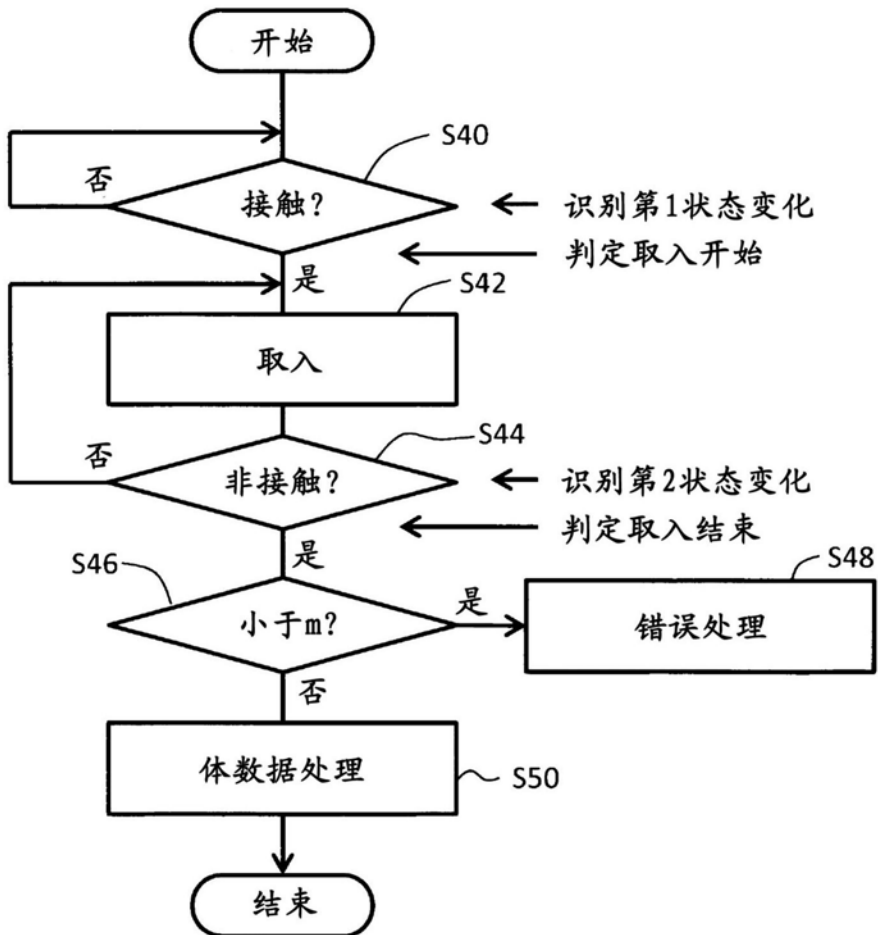 开始
S40
否
接触?
识别第1状态变化
判定取入开始
是
S42
取入
S44
否
非接触?
识别第2状态变化
判定取入结束
是
S46
S48
小于m?
是
错误处理
否
体数据处理
S50
结束